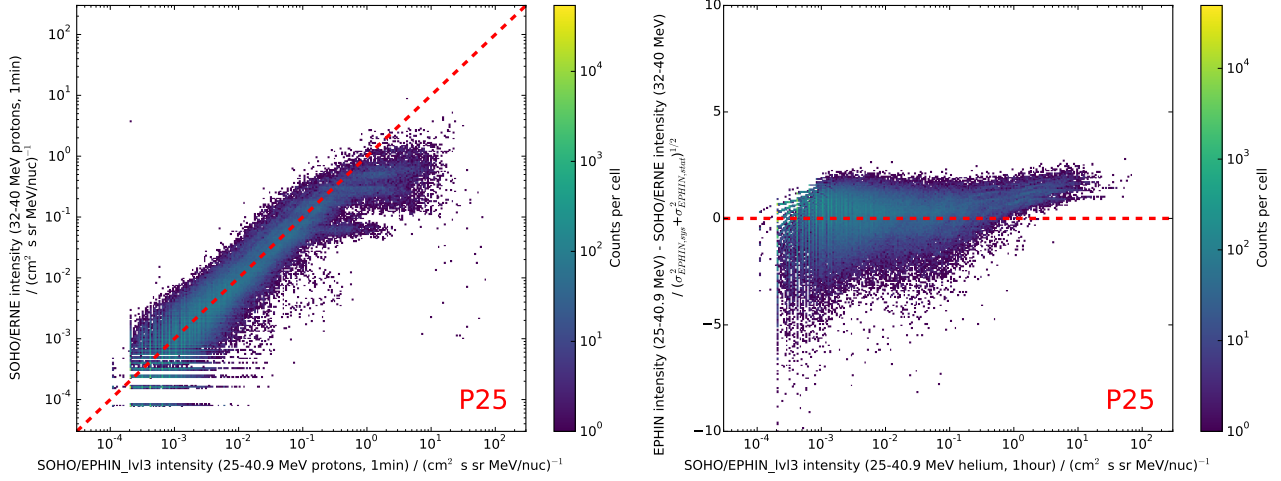 SOHO/ERNE intensity (32-40 MeV protons, 1min)
/ (cm² s sr MeV/nuc)⁻¹
10²
10¹
10⁰
10⁻¹
10⁻²
10⁻³
10⁻⁴
P25
10⁻⁴ 10⁻³ 10⁻² 10⁻¹ 10⁰ 10¹ 10²
SOHO/EPHIN_lvl3 intensity (25-40.9 MeV protons, 1min) / (cm² s sr MeV/nuc)⁻¹
10⁴
10³
10²
10¹
10⁰
Counts per cell
EPHIN intensity (25-40.9 MeV) - SOHO/ERNE intensity (32-40 MeV)
/ (σ²_EPHIN,sys+σ²_EPHIN,stat)^1/2
10
5
0
−5
−10
P25
10⁻⁴ 10⁻³ 10⁻² 10⁻¹ 10⁰ 10¹ 10²
SOHO/EPHIN_lvl3 intensity (25-40.9 MeV helium, 1hour) / (cm² s sr MeV/nuc)⁻¹
10⁴
10³
10²
10¹
10⁰
Counts per cell